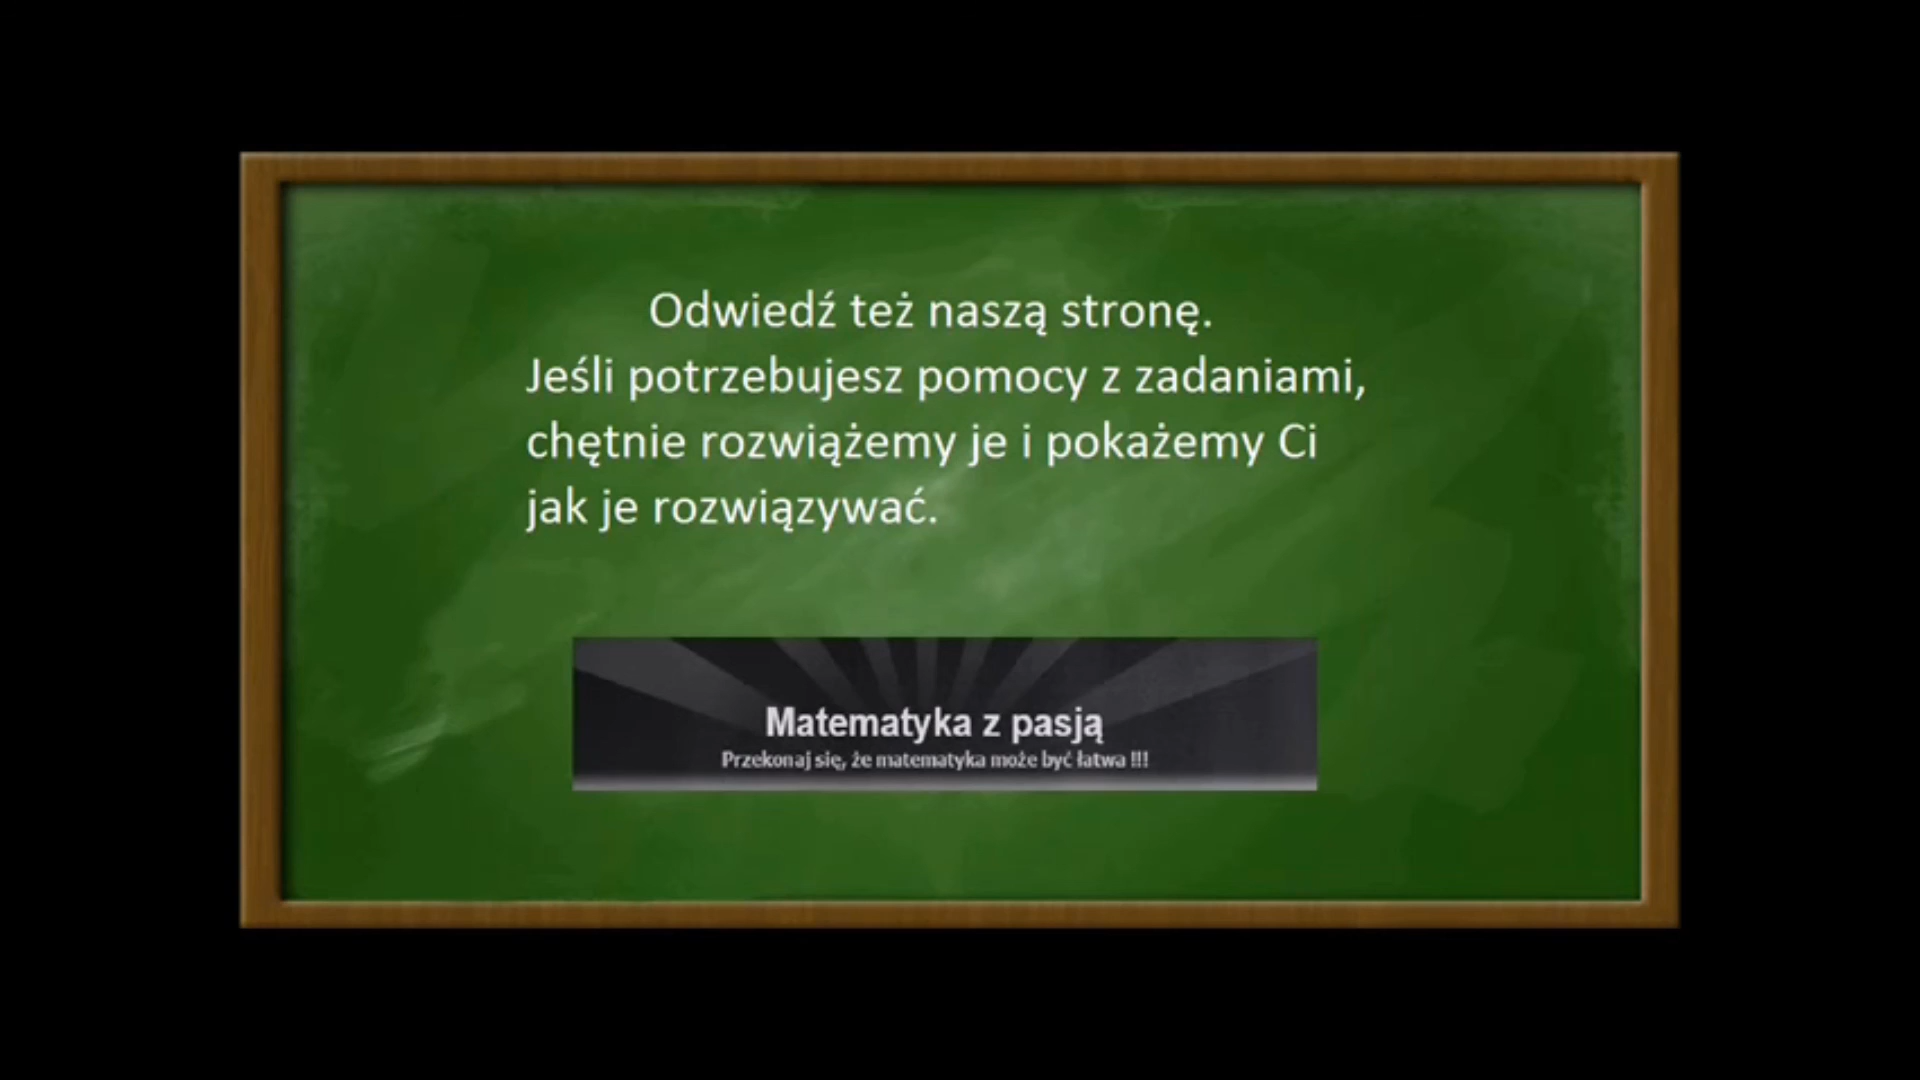 Odwiedź też naszą stronę.
Jeśli potrzebujesz pomocy z zadaniami,
chętnie rozwiążemy je i pokażemy Ci
jak je rozwiązywać.
Matematyka z pasją
Przekonaj się, że matematyka może być łatwa !!!